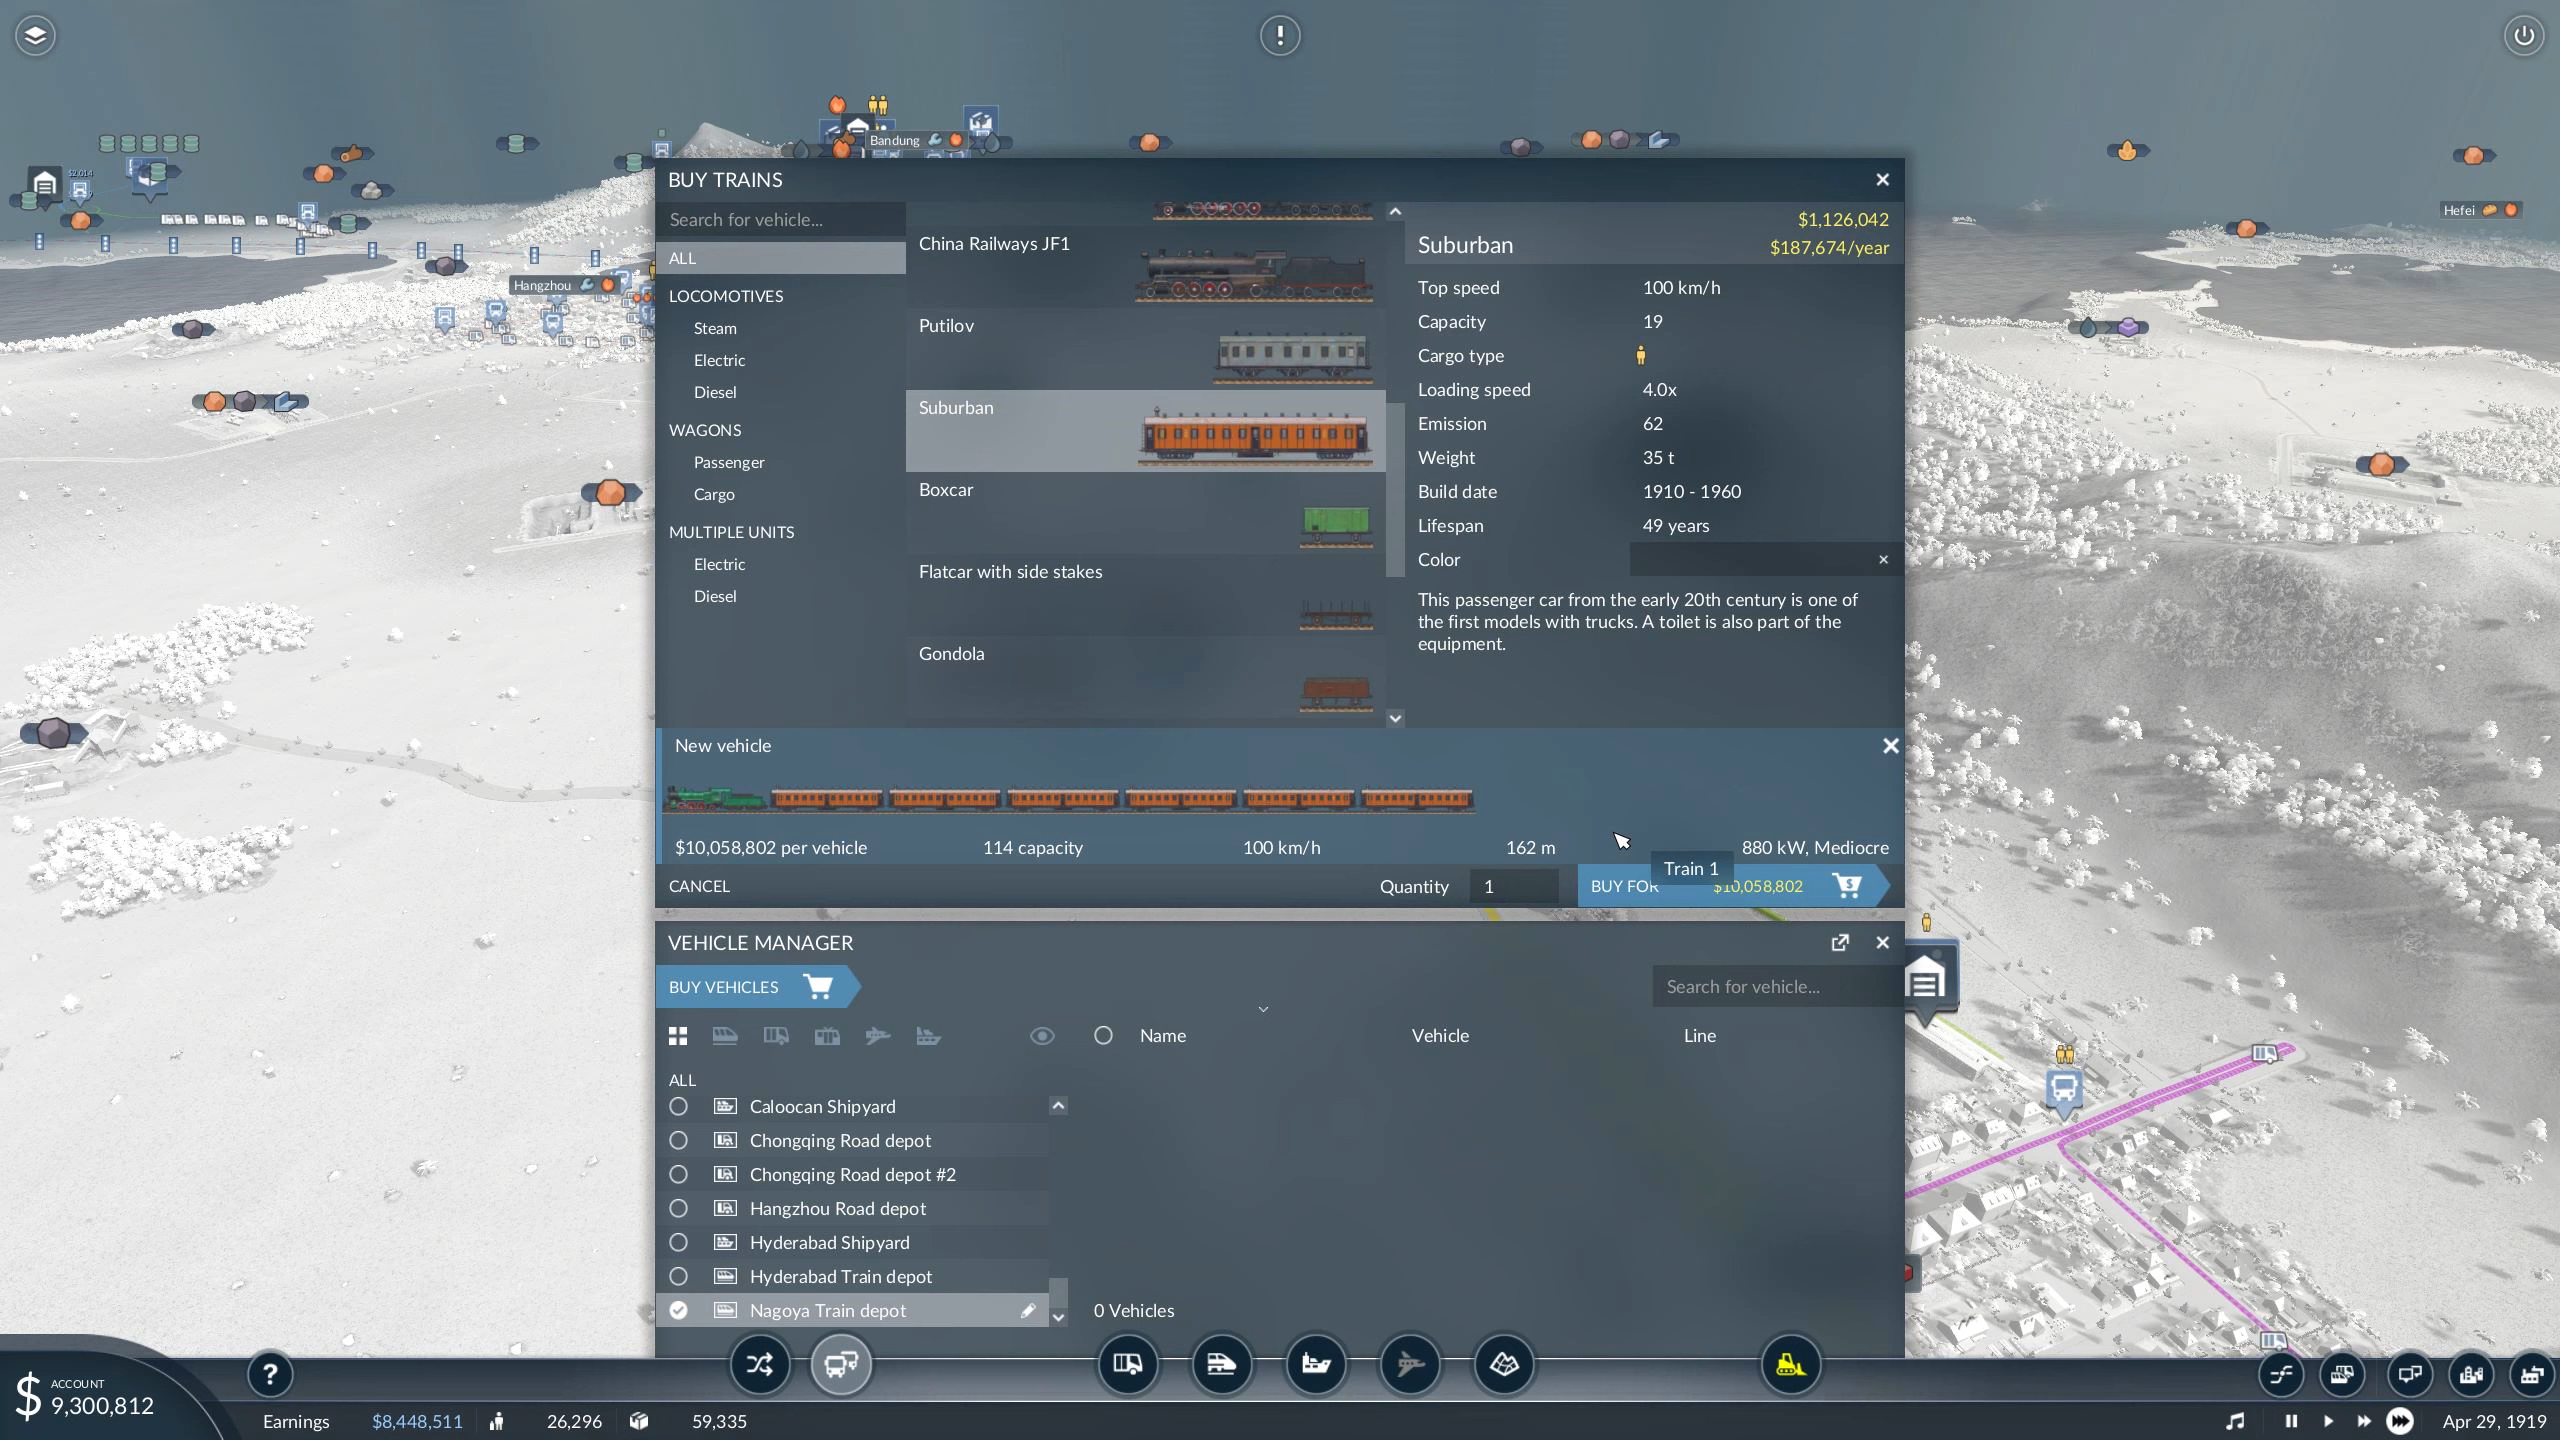 Bandung
$2,014
Hangzhou
Hefei
BUY TRAINS
Search for vehicle...
ALL
LOCOMOTIVES
Steam
Electric
Diesel
WAGONS
Passenger
Cargo
MULTIPLE UNITS
Electric
Diesel
China Railways JF1
Putilov
Suburban
Boxcar
Flatcar with side stakes
Gondola
$1,126,042
Suburban
$187,674/year
Top speed 100 km/h
Capacity 19
Cargo type
Loading speed 4.0x
Emission 62
Weight 35 t
Build date 1910 - 1960
Lifespan 49 years
Color
This passenger car from the early 20th century is one of
the first models with trucks. A toilet is also part of the
equipment.
New vehicle
$10,058,802 per vehicle 114 capacity 100 km/h 162 m 880 kW, Mediocre
Train 1
CANCEL Quantity 1 BUY FOR $10,058,802
VEHICLE MANAGER
BUY VEHICLES
Search for vehicle...
Name Vehicle Line
ALL
Caloocan Shipyard
Chongqing Road depot
Chongqing Road depot #2
Hangzhou Road depot
Hyderabad Shipyard
Hyderabad Train depot
Nagoya Train depot
0 Vehicles
$ ACCOUNT
9,300,812
?
Earnings $8,448,511 26,296 59,335
Apr 29, 1919